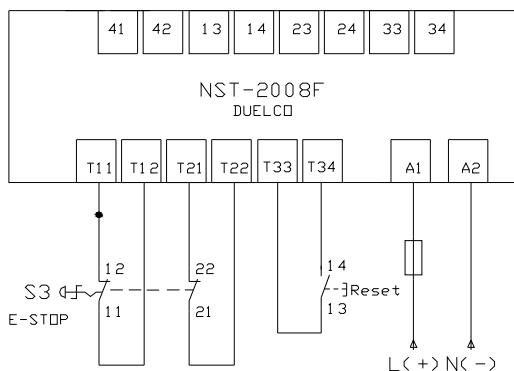 41 42 13 14 23 24 33 34
NST-2008F
DUELCO
T11 T12 T21 T22 T33 T34 A1 A2
12 22 14
S3 Reset
11 21 13
E-STOP
L(+) N(-)